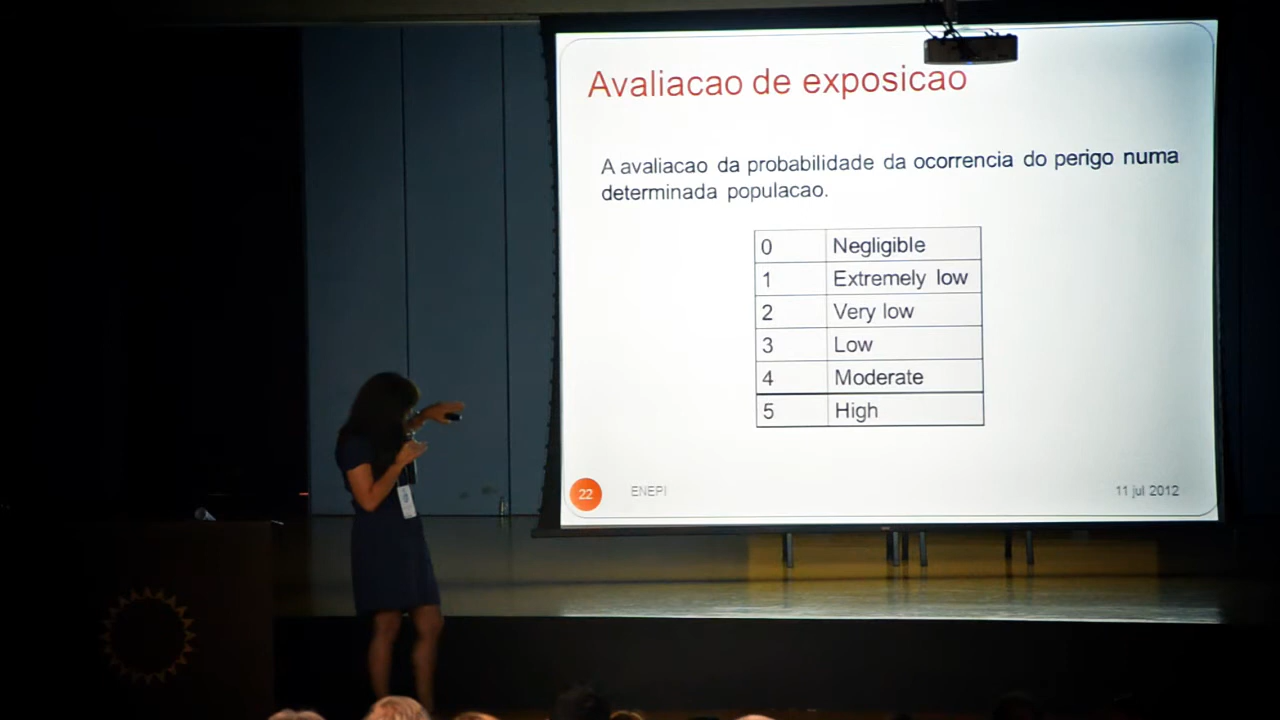 Avaliacao de exposicao
A avaliacao da probabilidade da ocorrencia do perigo numa
determinada populacao.
0 Negligible
1 Extremely low
2 Very low
3 Low
4 Moderate
5 High
22 ENEPI 11 jul 2012